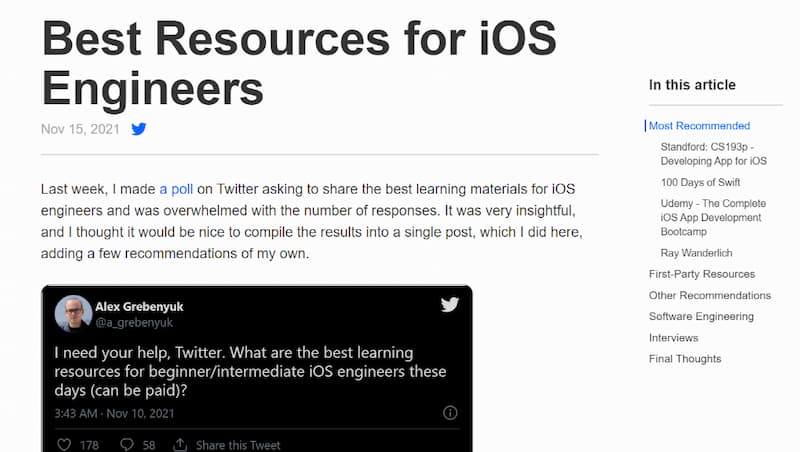 Best Resources for iOS
Engineers
Nov 15, 2021
Last week, I made a poll on Twitter asking to share the best learning materials for iOS
engineers and was overwhelmed with the number of responses. It was very insightful,
and I thought it would be nice to compile the results into a single post, which I did here,
adding a few recommendations of my own.
Alex Grebenyuk
@a_grebenyuk
I need your help, Twitter. What are the best learning
resources for beginner/intermediate iOS engineers these
days (can be paid)?
3:43 AM · Nov 10, 2021
178 58 Share this Tweet
In this article
Most Recommended
Standford: CS193p -
Developing App for iOS
100 Days of Swift
Udemy - The Complete
iOS App Development
Bootcamp
Ray Wanderlich
First-Party Resources
Other Recommendations
Software Engineering
Interviews
Final Thoughts